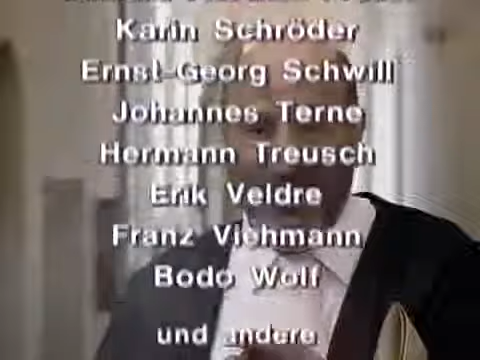 Karin Schröder
Ernst-Georg Schwill
Johannes Terne
Hermann Treusch
Erik Veldre
Franz Viehmann
Bodo Wolf
und andere